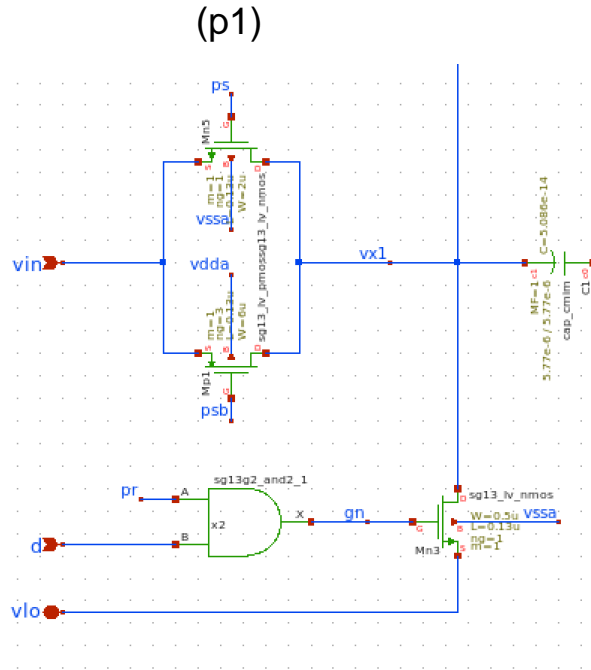 (p1)
ps
G
Mn5
S
B
D
m=1
ng=1
L=0.13u
W=2u
sg13_lv_nmos
vssa
vin
vdda
vx1
C=5.086e-14
c1
c0
MF=1
5.77e-6 / 5.77e-6
cap_cmim
C1
m=1
ng=3
L=0.13u
W=6u
sg13_lv_pmos
S
B
D
Mp1
G
psb
sg13g2_and2_1
pr
A
x2
X
gn
d
B
sg13_lv_nmos
D
W=0.5u
L=0.13u
ng=1
m=1
vssa
G
B
S
Mn3
vlo